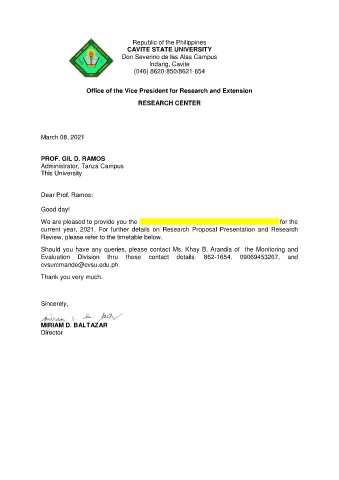 Republic of the Philippines
CAVITE STATE UNIVERSITY
Don Severino de las Alas Campus
Indang, Cavite
(046) 8620-850/8621-654
Office of the Vice President for Research and Extension
RESEARCH CENTER
March 08, 2021
PROF. GIL D. RAMOS
Administrator, Tanza Campus
This University
Dear Prof. Ramos:
Good day!
We are pleased to provide you the for the
current year, 2021. For further details on Research Proposal Presentation and Research
Review, please refer to the timetable below.
Should you have any queries, please contact Ms. Khay B. Arandia of the Monitoring and
Evaluation Division thru these contact details: 862-1654, 09069453267, and
cvsurcmande@cvsu.edu.ph.
Thank you very much.
Sincerely,
MIRIAM D. BALTAZAR
Director